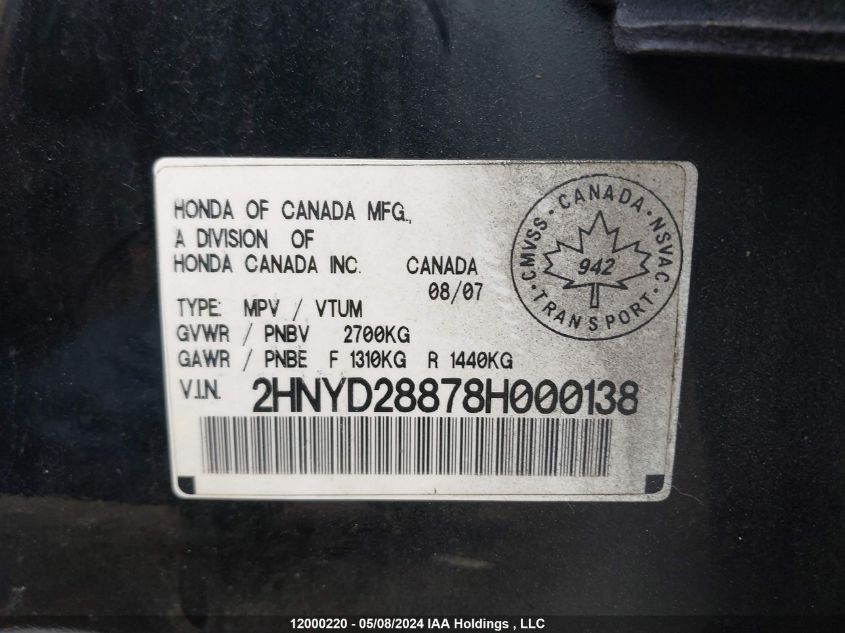 HONDA OF CANADA MFG.,
A DIVISION OF
HONDA CANADA INC. CANADA
08/07
TYPE: MPV / VTUM
GVWR / PNBV 2700KG
GAWR / PNBE F 1310KG R 1440KG
V.I.N. 2HNYD28878H000138
CMVSS · CANADA · NSVAC
942
· TRANSPORT ·
12000220 - 05/08/2024 IAA Holdings , LLC